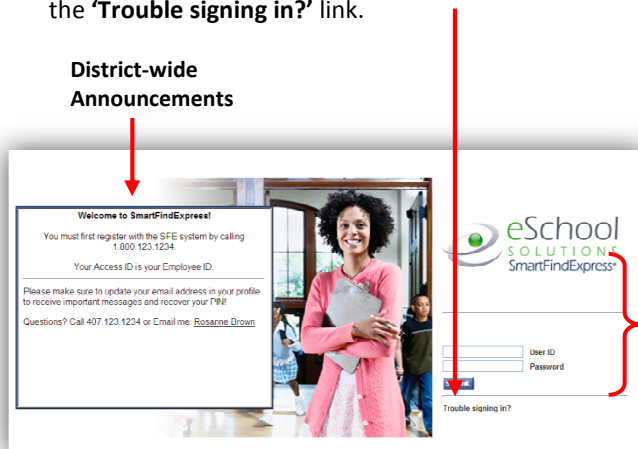 the 'Trouble signing in?' link.
District-wide
Announcements
Welcome to SmartFindExpress!
You must first register with the SFE system by calling
1.800.123.1234.
Your Access ID is your Employee ID.
Please make sure to update your email address in your profile
to receive important messages and recover your PIN!
Questions? Call 407.123.1234 or Email me: Rosanne Brown
eSchool
SOLUTIONS
SmartFindExpress®
User ID
Password
Trouble signing in?